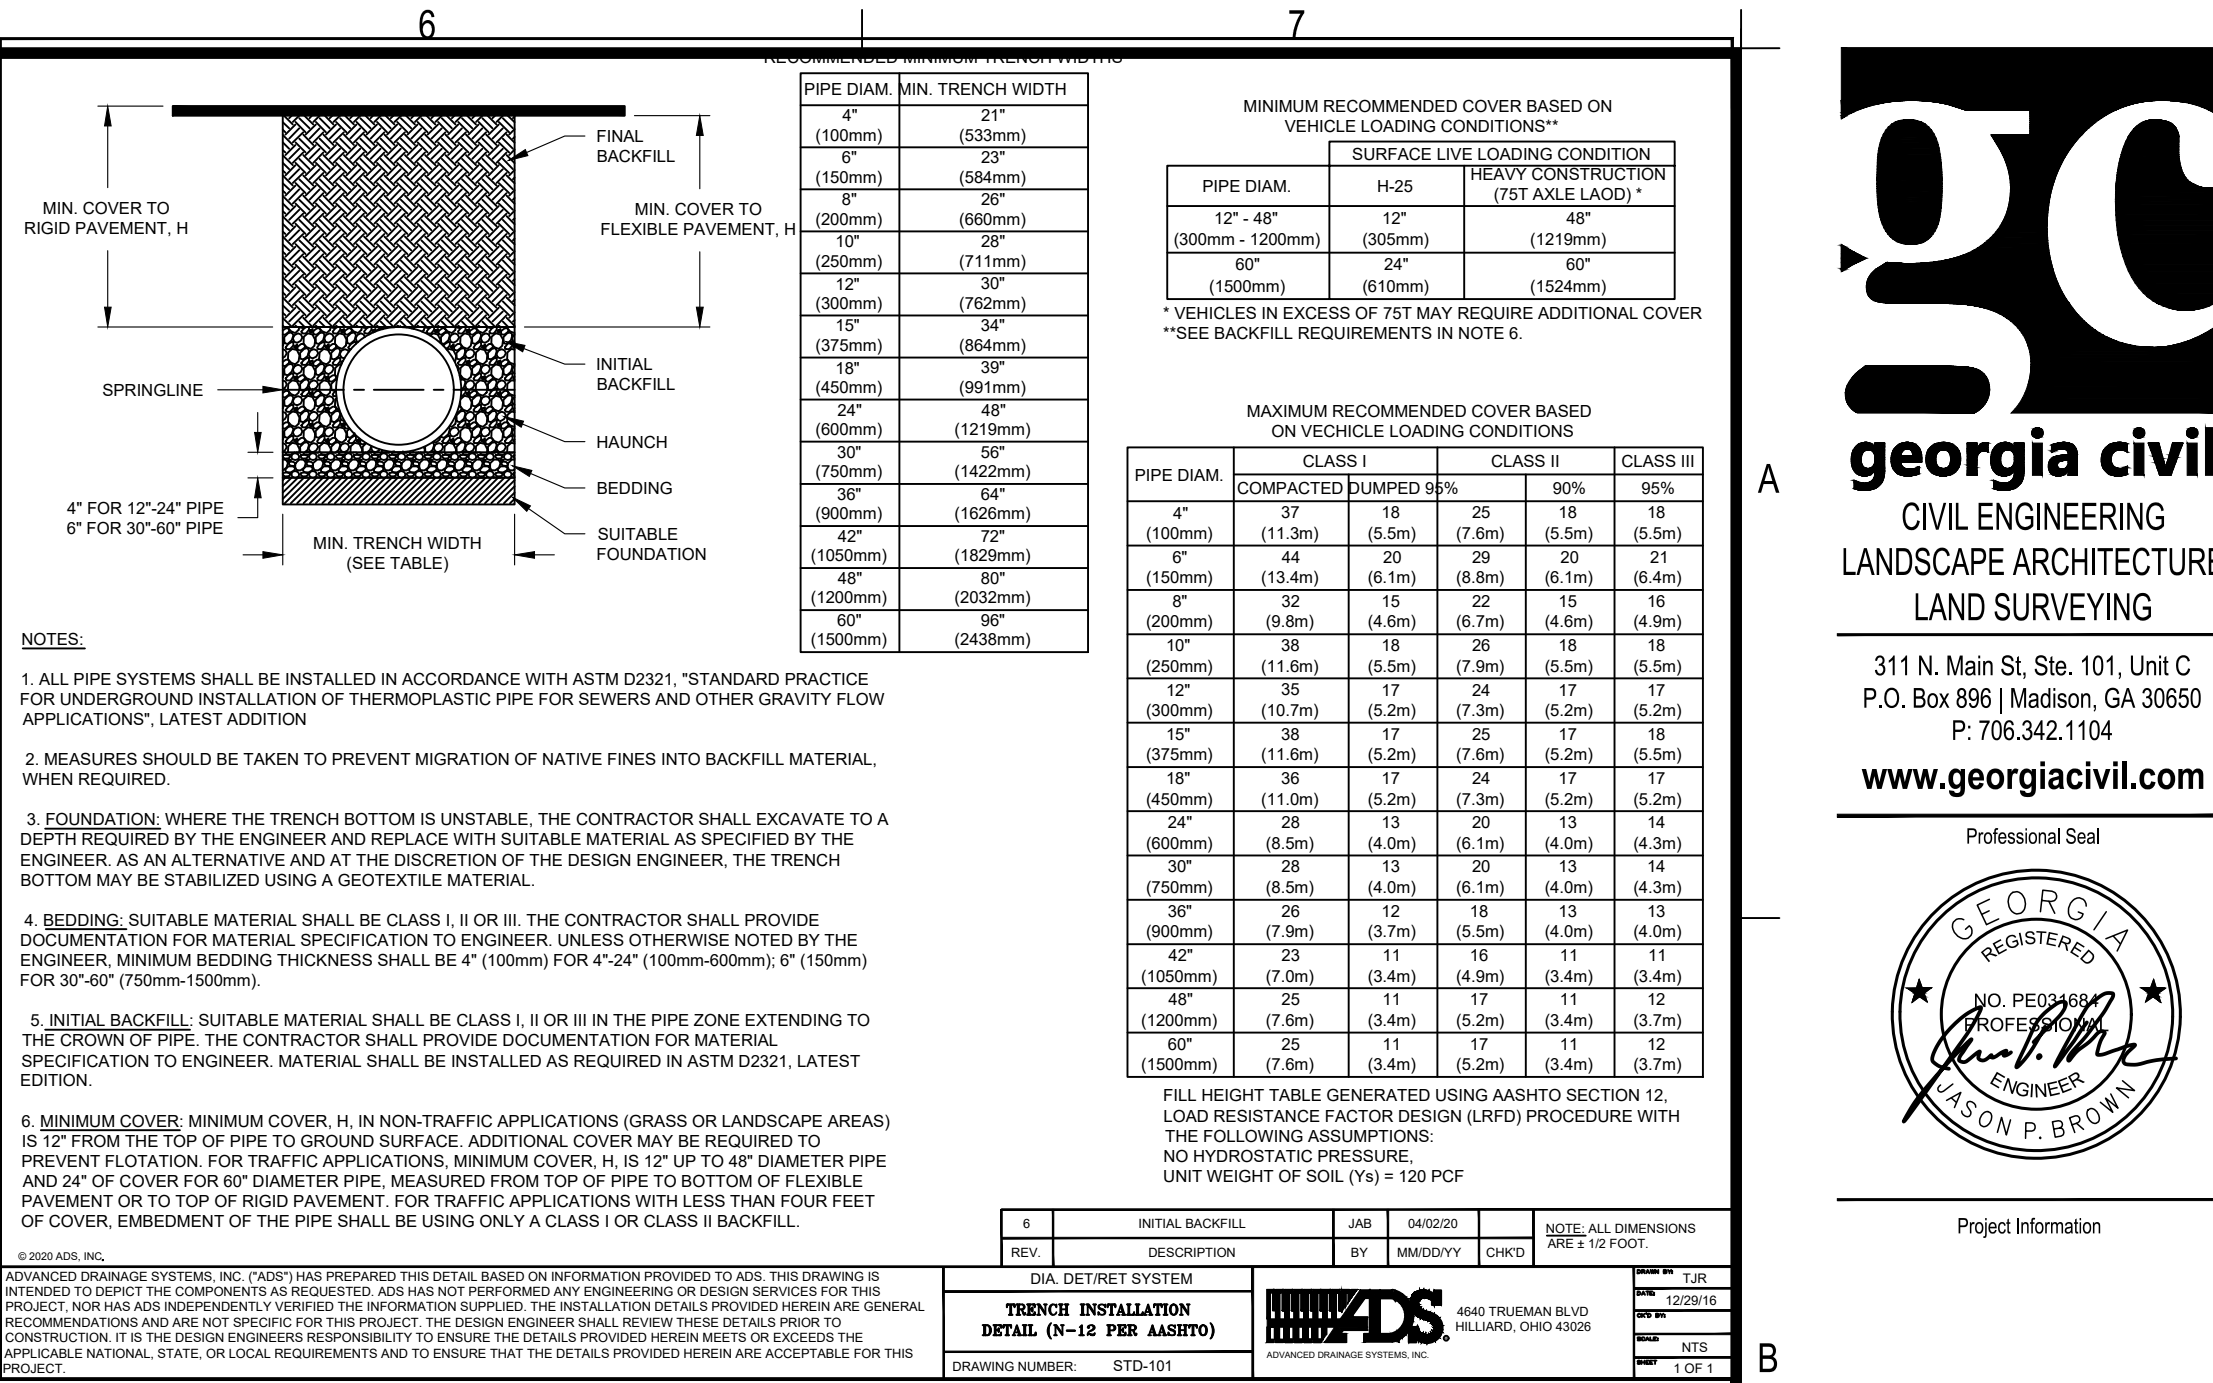 6
7
RECOMMENDED MINIMUM TRENCH WIDTHS
MIN. COVER TO
RIGID PAVEMENT, H
FINAL
BACKFILL
MIN. COVER TO
FLEXIBLE PAVEMENT, H
SPRINGLINE
INITIAL
BACKFILL
HAUNCH
BEDDING
SUITABLE
FOUNDATION
4" FOR 12"-24" PIPE
6" FOR 30"-60" PIPE
MIN. TRENCH WIDTH
(SEE TABLE)
PIPE DIAM. MIN. TRENCH WIDTH
4" 21"
(100mm) (533mm)
6" 23"
(150mm) (584mm)
8" 26"
(200mm) (660mm)
10" 28"
(250mm) (711mm)
12" 30"
(300mm) (762mm)
15" 34"
(375mm) (864mm)
18" 39"
(450mm) (991mm)
24" 48"
(600mm) (1219mm)
30" 56"
(750mm) (1422mm)
36" 64"
(900mm) (1626mm)
42" 72"
(1050mm) (1829mm)
48" 80"
(1200mm) (2032mm)
60" 96"
(1500mm) (2438mm)
MINIMUM RECOMMENDED COVER BASED ON
VEHICLE LOADING CONDITIONS**
SURFACE LIVE LOADING CONDITION
PIPE DIAM. H-25 HEAVY CONSTRUCTION
(75T AXLE LAOD) *
12" - 48" 12" 48"
(300mm - 1200mm) (305mm) (1219mm)
60" 24" 60"
(1500mm) (610mm) (1524mm)
* VEHICLES IN EXCESS OF 75T MAY REQUIRE ADDITIONAL COVER
**SEE BACKFILL REQUIREMENTS IN NOTE 6.
MAXIMUM RECOMMENDED COVER BASED
ON VECHICLE LOADING CONDITIONS
PIPE DIAM. CLASS I CLASS II CLASS III
COMPACTED DUMPED 95% 90% 95%
4" 37 18 25 18 18
(100mm) (11.3m) (5.5m) (7.6m) (5.5m) (5.5m)
6" 44 20 29 20 21
(150mm) (13.4m) (6.1m) (8.8m) (6.1m) (6.4m)
8" 32 15 22 15 16
(200mm) (9.8m) (4.6m) (6.7m) (4.6m) (4.9m)
10" 38 18 26 18 18
(250mm) (11.6m) (5.5m) (7.9m) (5.5m) (5.5m)
12" 35 17 24 17 17
(300mm) (10.7m) (5.2m) (7.3m) (5.2m) (5.2m)
15" 38 17 25 17 18
(375mm) (11.6m) (5.2m) (7.6m) (5.2m) (5.5m)
18" 36 17 24 17 17
(450mm) (11.0m) (5.2m) (7.3m) (5.2m) (5.2m)
24" 28 13 20 13 14
(600mm) (8.5m) (4.0m) (6.1m) (4.0m) (4.3m)
30" 28 13 20 13 14
(750mm) (8.5m) (4.0m) (6.1m) (4.0m) (4.3m)
36" 26 12 18 13 13
(900mm) (7.9m) (3.7m) (5.5m) (4.0m) (4.0m)
42" 23 11 16 11 11
(1050mm) (7.0m) (3.4m) (4.9m) (3.4m) (3.4m)
48" 25 11 17 11 12
(1200mm) (7.6m) (3.4m) (5.2m) (3.4m) (3.7m)
60" 25 11 17 11 12
(1500mm) (7.6m) (3.4m) (5.2m) (3.4m) (3.7m)
FILL HEIGHT TABLE GENERATED USING AASHTO SECTION 12,
LOAD RESISTANCE FACTOR DESIGN (LRFD) PROCEDURE WITH
THE FOLLOWING ASSUMPTIONS:
NO HYDROSTATIC PRESSURE,
UNIT WEIGHT OF SOIL (Ys) = 120 PCF
NOTES:
1. ALL PIPE SYSTEMS SHALL BE INSTALLED IN ACCORDANCE WITH ASTM D2321, "STANDARD PRACTICE
FOR UNDERGROUND INSTALLATION OF THERMOPLASTIC PIPE FOR SEWERS AND OTHER GRAVITY FLOW
APPLICATIONS", LATEST ADDITION
2. MEASURES SHOULD BE TAKEN TO PREVENT MIGRATION OF NATIVE FINES INTO BACKFILL MATERIAL,
WHEN REQUIRED.
3. FOUNDATION: WHERE THE TRENCH BOTTOM IS UNSTABLE, THE CONTRACTOR SHALL EXCAVATE TO A
DEPTH REQUIRED BY THE ENGINEER AND REPLACE WITH SUITABLE MATERIAL AS SPECIFIED BY THE
ENGINEER. AS AN ALTERNATIVE AND AT THE DISCRETION OF THE DESIGN ENGINEER, THE TRENCH
BOTTOM MAY BE STABILIZED USING A GEOTEXTILE MATERIAL.
4. BEDDING: SUITABLE MATERIAL SHALL BE CLASS I, II OR III. THE CONTRACTOR SHALL PROVIDE
DOCUMENTATION FOR MATERIAL SPECIFICATION TO ENGINEER. UNLESS OTHERWISE NOTED BY THE
ENGINEER, MINIMUM BEDDING THICKNESS SHALL BE 4" (100mm) FOR 4"-24" (100mm-600mm); 6" (150mm)
FOR 30"-60" (750mm-1500mm).
5. INITIAL BACKFILL: SUITABLE MATERIAL SHALL BE CLASS I, II OR III IN THE PIPE ZONE EXTENDING TO
THE CROWN OF PIPE. THE CONTRACTOR SHALL PROVIDE DOCUMENTATION FOR MATERIAL
SPECIFICATION TO ENGINEER. MATERIAL SHALL BE INSTALLED AS REQUIRED IN ASTM D2321, LATEST
EDITION.
6. MINIMUM COVER: MINIMUM COVER, H, IN NON-TRAFFIC APPLICATIONS (GRASS OR LANDSCAPE AREAS)
IS 12" FROM THE TOP OF PIPE TO GROUND SURFACE. ADDITIONAL COVER MAY BE REQUIRED TO
PREVENT FLOTATION. FOR TRAFFIC APPLICATIONS, MINIMUM COVER, H, IS 12" UP TO 48" DIAMETER PIPE
AND 24" OF COVER FOR 60" DIAMETER PIPE, MEASURED FROM TOP OF PIPE TO BOTTOM OF FLEXIBLE
PAVEMENT OR TO TOP OF RIGID PAVEMENT. FOR TRAFFIC APPLICATIONS WITH LESS THAN FOUR FEET
OF COVER, EMBEDMENT OF THE PIPE SHALL BE USING ONLY A CLASS I OR CLASS II BACKFILL.
© 2020 ADS, INC.
6 INITIAL BACKFILL JAB 04/02/20
REV. DESCRIPTION BY MM/DD/YY CHK'D
NOTE: ALL DIMENSIONS
ARE ± 1/2 FOOT.
ADVANCED DRAINAGE SYSTEMS, INC. ("ADS") HAS PREPARED THIS DETAIL BASED ON INFORMATION PROVIDED TO ADS. THIS DRAWING IS
INTENDED TO DEPICT THE COMPONENTS AS REQUESTED. ADS HAS NOT PERFORMED ANY ENGINEERING OR DESIGN SERVICES FOR THIS
PROJECT, NOR HAS ADS INDEPENDENTLY VERIFIED THE INFORMATION SUPPLIED. THE INSTALLATION DETAILS PROVIDED HEREIN ARE GENERAL
RECOMMENDATIONS AND ARE NOT SPECIFIC FOR THIS PROJECT. THE DESIGN ENGINEER SHALL REVIEW THESE DETAILS PRIOR TO
CONSTRUCTION. IT IS THE DESIGN ENGINEERS RESPONSIBILITY TO ENSURE THE DETAILS PROVIDED HEREIN MEETS OR EXCEEDS THE
APPLICABLE NATIONAL, STATE, OR LOCAL REQUIREMENTS AND TO ENSURE THAT THE DETAILS PROVIDED HEREIN ARE ACCEPTABLE FOR THIS
PROJECT.
DIA. DET/RET SYSTEM
TRENCH INSTALLATION
DETAIL (N-12 PER AASHTO)
DRAWING NUMBER: STD-101
ADS
ADVANCED DRAINAGE SYSTEMS, INC.
4640 TRUEMAN BLVD
HILLIARD, OHIO 43026
DRAWN BY: TJR
DATE: 12/29/16
CK'D BY:
SCALE: NTS
SHEET 1 OF 1
A
B
gc
georgia civil
CIVIL ENGINEERING
LANDSCAPE ARCHITECTURE
LAND SURVEYING
311 N. Main St, Ste. 101, Unit C
P.O. Box 896 | Madison, GA 30650
P: 706.342.1104
www.georgiacivil.com
Professional Seal
GEORGIA
REGISTERED
NO. PE031684
PROFESSIONAL
ENGINEER
JASON P. BROWN
Project Information